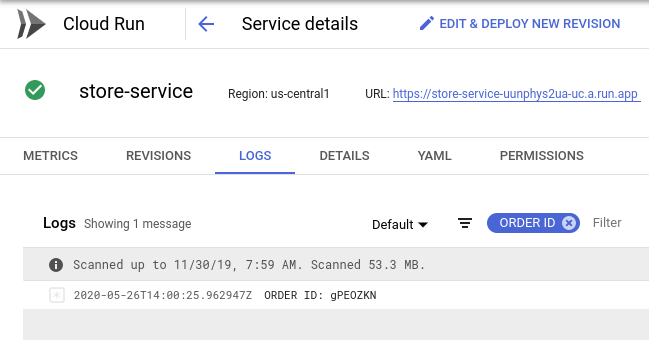 Cloud Run
Service details
EDIT & DEPLOY NEW REVISION
store-service
Region: us-central1
URL: https://store-service-uunphys2ua-uc.a.run.app
METRICS
REVISIONS
LOGS
DETAILS
YAML
PERMISSIONS
Logs
Showing 1 message
Default
ORDER ID
Filter
Scanned up to 11/30/19, 7:59 AM. Scanned 53.3 MB.
2020-05-26T14:00:25.962947Z ORDER ID: gPEOZKN